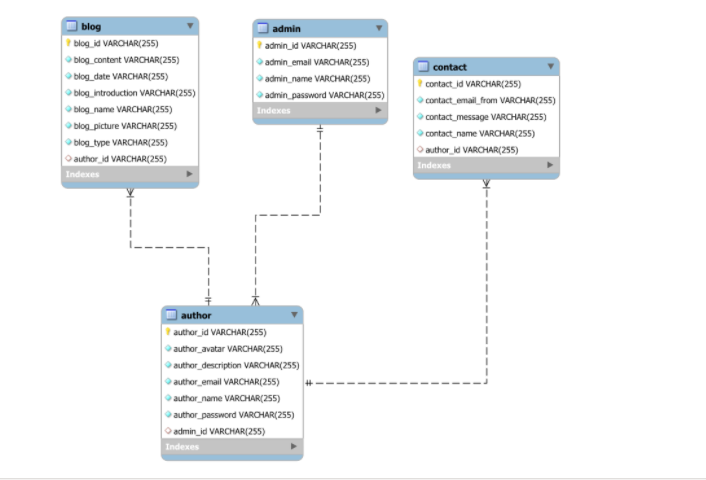 blog
blog_id VARCHAR(255)
blog_content VARCHAR(255)
blog_date VARCHAR(255)
blog_introduction VARCHAR(255)
blog_name VARCHAR(255)
blog_picture VARCHAR(255)
blog_type VARCHAR(255)
author_id VARCHAR(255)
Indexes
admin
admin_id VARCHAR(255)
admin_email VARCHAR(255)
admin_name VARCHAR(255)
admin_password VARCHAR(255)
Indexes
contact
contact_id VARCHAR(255)
contact_email_from VARCHAR(255)
contact_message VARCHAR(255)
contact_name VARCHAR(255)
author_id VARCHAR(255)
Indexes
author
author_id VARCHAR(255)
author_avatar VARCHAR(255)
author_description VARCHAR(255)
author_email VARCHAR(255)
author_name VARCHAR(255)
author_password VARCHAR(255)
admin_id VARCHAR(255)
Indexes